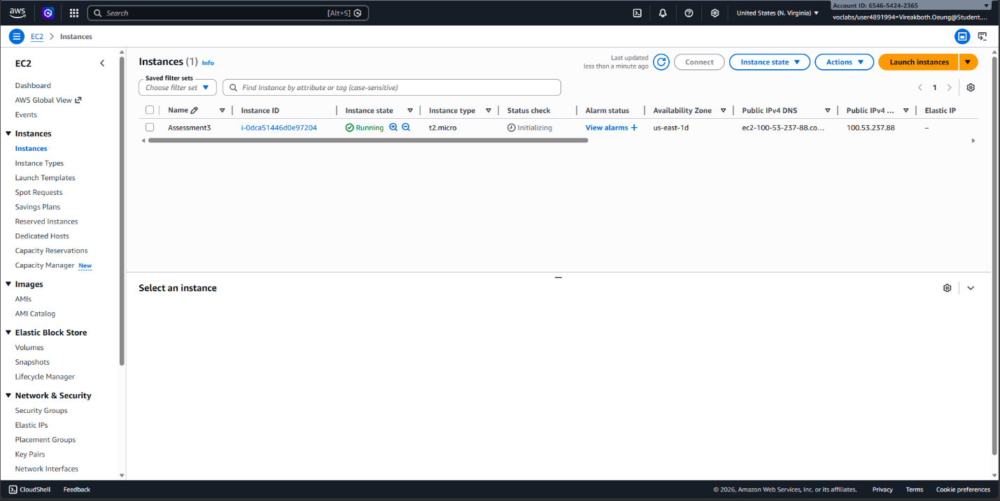 aws
Search [Alt+S]
United States (N. Virginia)
Account ID: 6546-5424-2365
voclabs/user4891994=Vireakboth.Oeung@Student....
EC2 Instances
EC2
Dashboard
AWS Global View
Events
Instances
Instances
Instance Types
Launch Templates
Spot Requests
Savings Plans
Reserved Instances
Dedicated Hosts
Capacity Reservations
Capacity Manager New
Images
AMIs
AMI Catalog
Elastic Block Store
Volumes
Snapshots
Lifecycle Manager
Network & Security
Security Groups
Elastic IPs
Placement Groups
Key Pairs
Network Interfaces
Instances (1) Info
Last updated
less than a minute ago
Connect
Instance state
Actions
Launch instances
Saved filter sets
Choose filter set
Find Instance by attribute or tag (case-sensitive)
1
Name Instance ID Instance state Instance type Status check Alarm status Availability Zone Public IPv4 DNS Public IPv4 ... Elastic IP
Assessment3 i-0dca51446d0e97204 Running t2.micro Initializing View alarms + us-east-1d ec2-100-53-237-88.co... 100.53.237.88 –
Select an instance
CloudShell Feedback
© 2026, Amazon Web Services, Inc. or its affiliates. Privacy Terms Cookie preferences